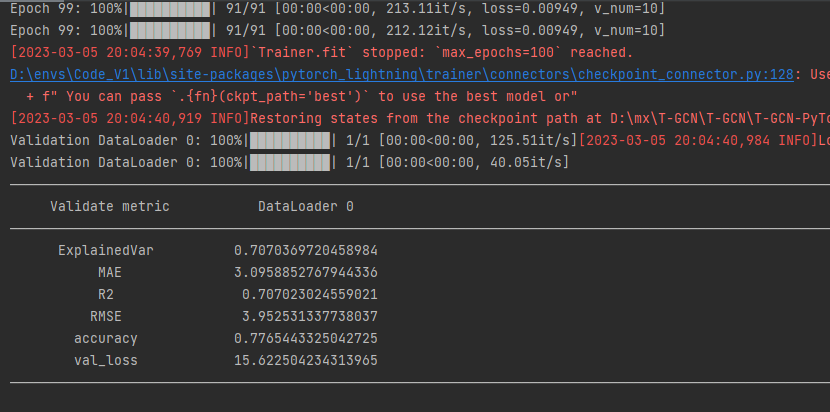 Epoch 99: 100%|██████████| 91/91 [00:00<00:00, 213.11it/s, loss=0.00949, v_num=10]
Epoch 99: 100%|██████████| 91/91 [00:00<00:00, 212.12it/s, loss=0.00949, v_num=10]
[2023-03-05 20:04:39,769 INFO]`Trainer.fit` stopped: `max_epochs=100` reached.
D:\envs\Code_V1\lib\site-packages\pytorch_lightning\trainer\connectors\checkpoint_connector.py:128: Use
+ f" You can pass `.{fn}(ckpt_path='best')` to use the best model or"
[2023-03-05 20:04:40,919 INFO]Restoring states from the checkpoint path at D:\mx\T-GCN\T-GCN\T-GCN-PyTo
Validation DataLoader 0: 100%|██████████| 1/1 [00:00<00:00, 125.51it/s][2023-03-05 20:04:40,984 INFO]Lo
Validation DataLoader 0: 100%|██████████| 1/1 [00:00<00:00, 40.05it/s]
Validate metric DataLoader 0
ExplainedVar 0.7070369720458984
MAE 3.0958852767944336
R2 0.707023024559021
RMSE 3.952531337738037
accuracy 0.7765443325042725
val_loss 15.622504234313965